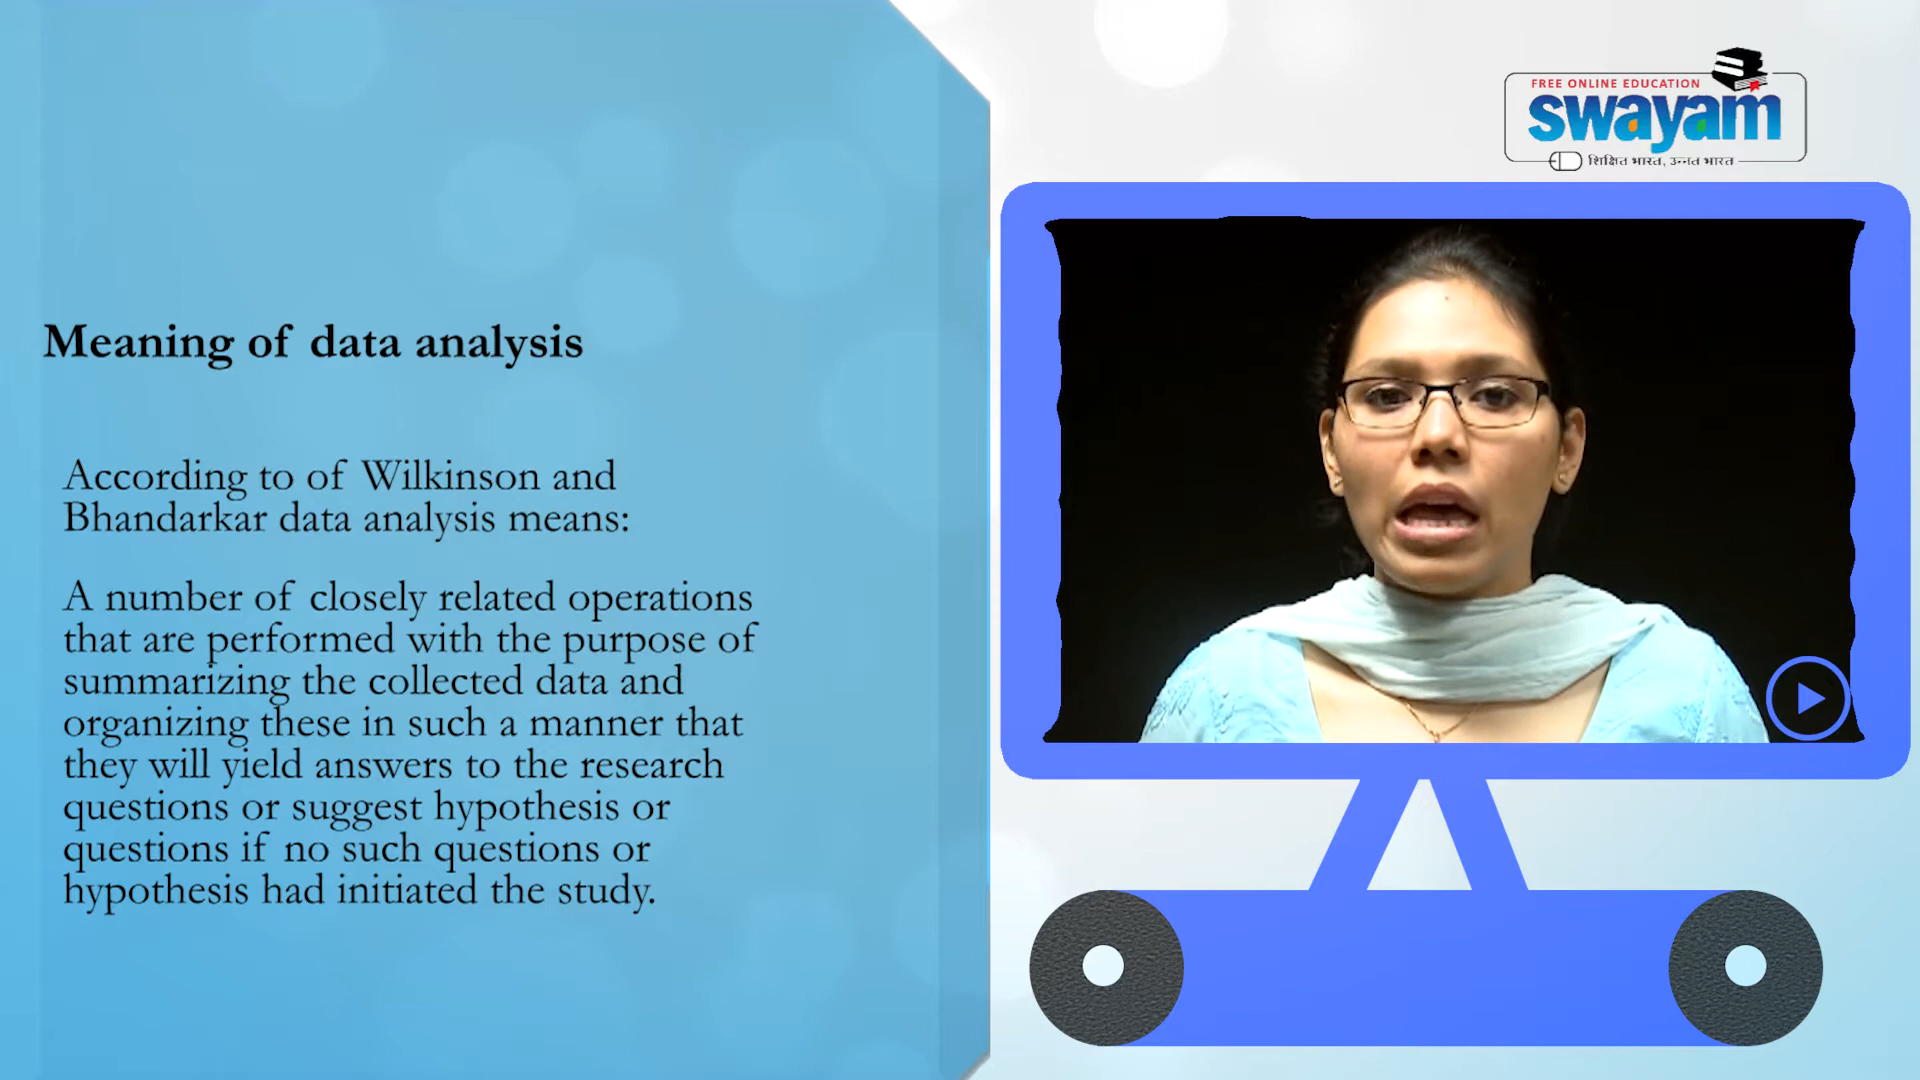 Meaning of data analysis
According to of Wilkinson and
Bhandarkar data analysis means:
A number of closely related operations
that are performed with the purpose of
summarizing the collected data and
organizing these in such a manner that
they will yield answers to the research
questions or suggest hypothesis or
questions if no such questions or
hypothesis had initiated the study.
FREE ONLINE EDUCATION
swayam
शिक्षित भारत, उन्नत भारत